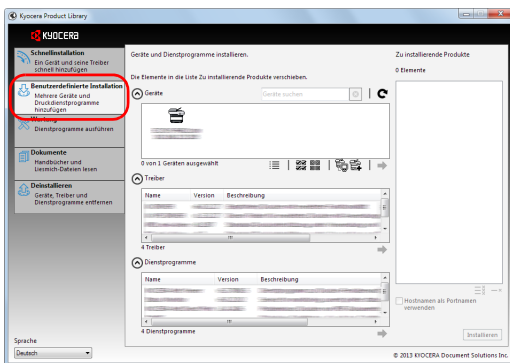 Kyocera Product Library
KYOCERA
Schnellinstallation
Ein Gerät und seine Treiber
schnell hinzufügen
Benutzerdefinierte Installation
Mehrere Geräte und
Druckdienstprogramme
hinzufügen
Wartung
Dienstprogramme ausführen
Dokumente
Handbücher und
Liesmich-Dateien lesen
Deinstallieren
Geräte, Treiber und
Dienstprogramme entfernen
Sprache
Deutsch
Geräte und Dienstprogramme installieren.
Die Elemente in die Liste Zu installierende Produkte verschieben.
Geräte
Geräte suchen
0 von 1 Geräten ausgewählt
Treiber
Name Version Beschreibung
4 Treiber
Dienstprogramme
Name Version Beschreibung
4 Dienstprogramme
Zu installierende Produkte
0 Elemente
Hostnamen als Portnamen
verwenden
Installieren
© 2013 KYOCERA Document Solutions Inc.